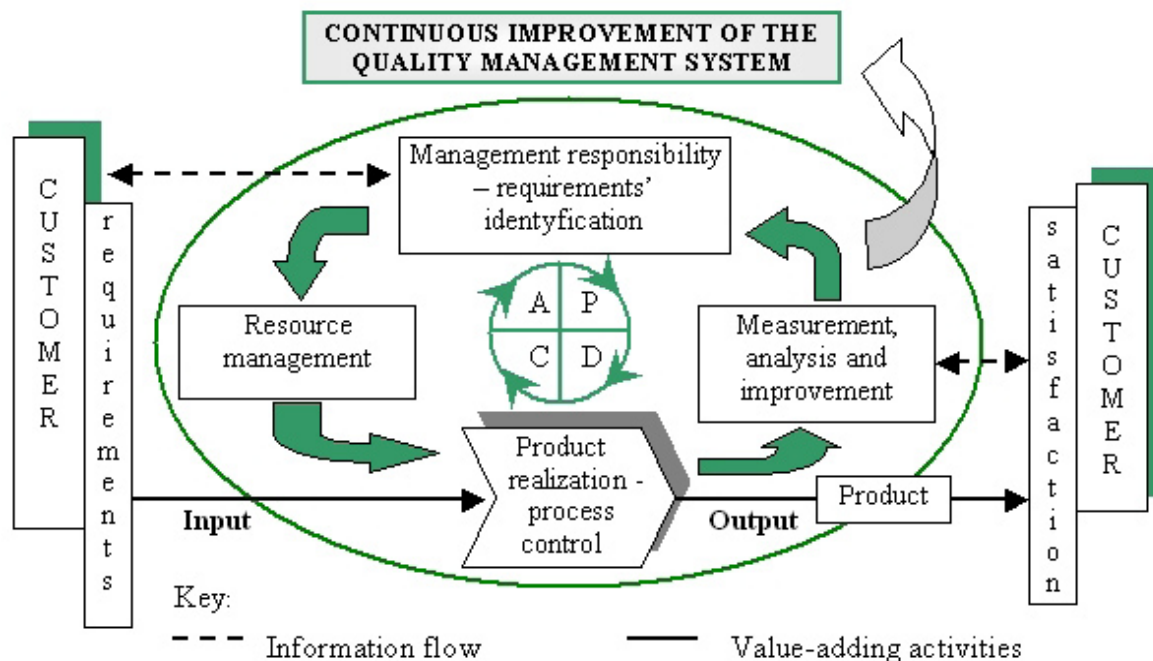 CONTINUOUS IMPROVEMENT OF THE
QUALITY MANAGEMENT SYSTEM
CUSTOMER
requirements
Management responsibility
– requirements’
identyfication
Resource
management
A P
C D
Measurement,
analysis and
improvement
satisfaction
CUSTOMER
Product
realization -
process
control
Input
Output
Product
Key:
Information flow
Value-adding activities